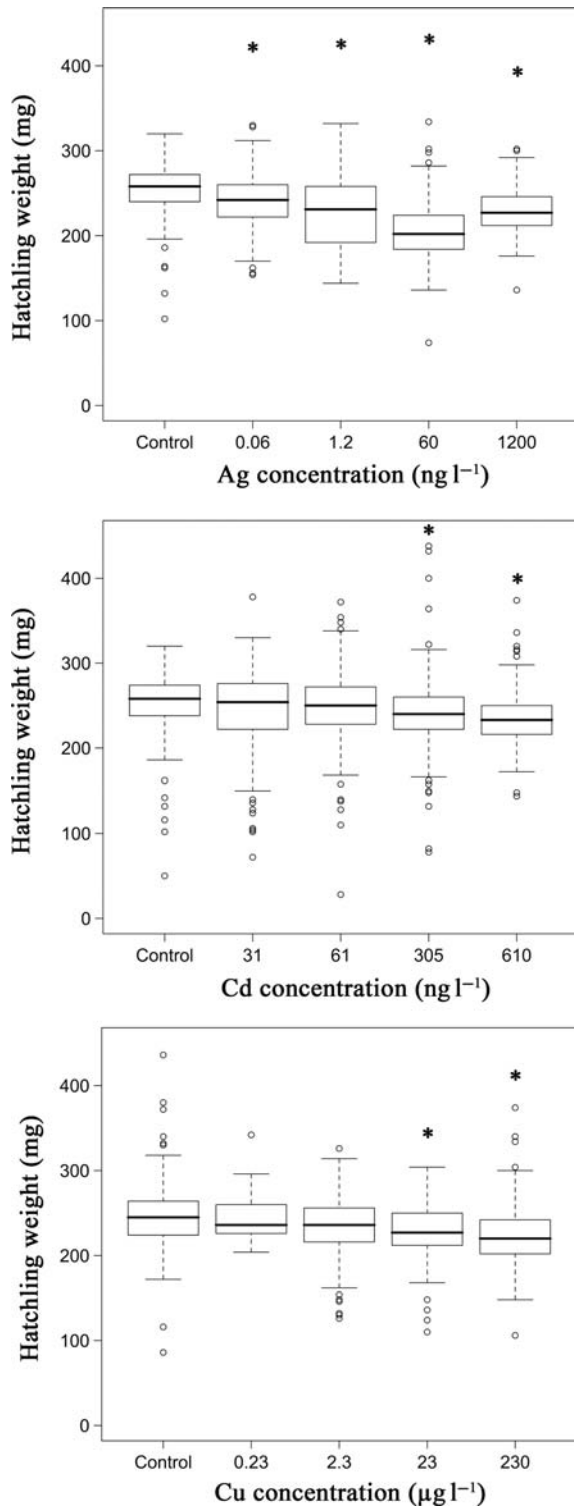 400
300
200
100
0
Hatchling weight (mg)
* * * *
Control 0.06 1.2 60 1200
Ag concentration (ng l⁻¹)
400
300
200
100
0
Hatchling weight (mg)
* *
Control 31 61 305 610
Cd concentration (ng l⁻¹)
400
300
200
100
0
Hatchling weight (mg)
* *
Control 0.23 2.3 23 230
Cu concentration (µg l⁻¹)